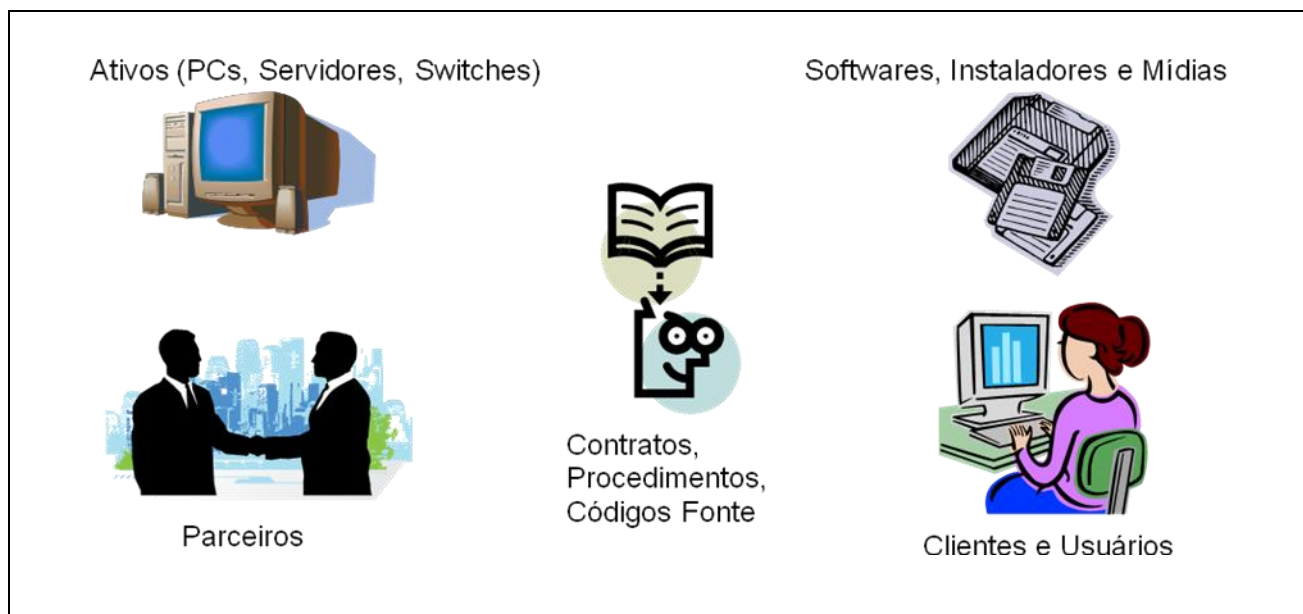 Ativos (PCs, Servidores, Switches)
Softwares, Instaladores e Mídias
Contratos,
Procedimentos,
Códigos Fonte
Parceiros
Clientes e Usuários